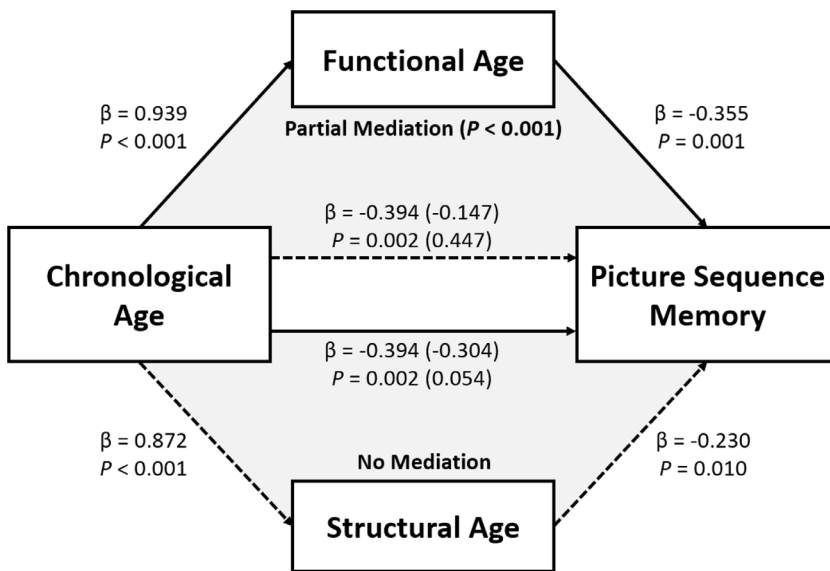 Functional Age
β = 0.939
P < 0.001
Partial Mediation (P < 0.001)
β = -0.355
P = 0.001
β = -0.394 (-0.147)
P = 0.002 (0.447)
Chronological
Age
Picture Sequence
Memory
β = -0.394 (-0.304)
P = 0.002 (0.054)
β = 0.872
P < 0.001
No Mediation
β = -0.230
P = 0.010
Structural Age